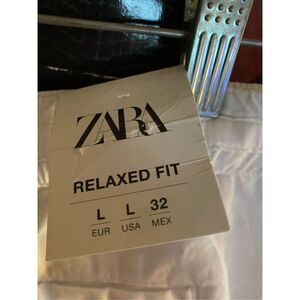 ZARA
RELAXED FIT
L L 32
EUR USA MEX